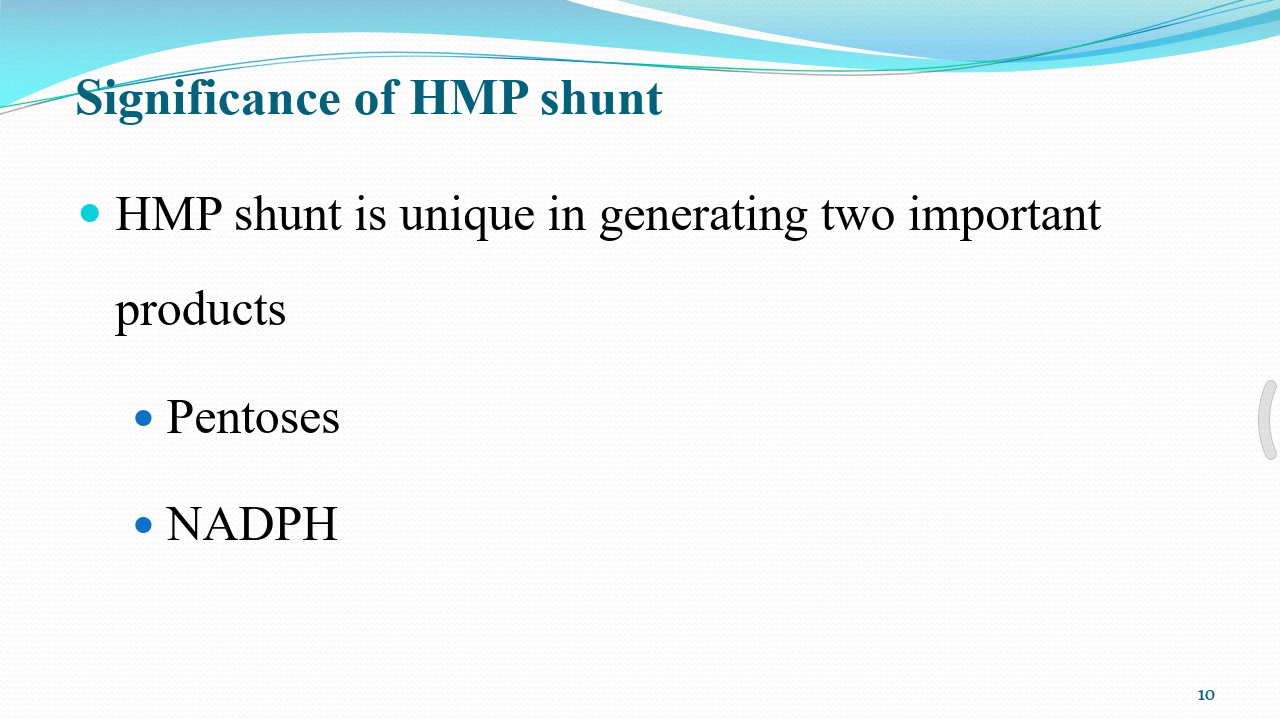 Significance of HMP shunt
• HMP shunt is unique in generating two important
products
• Pentoses
• NADPH
10